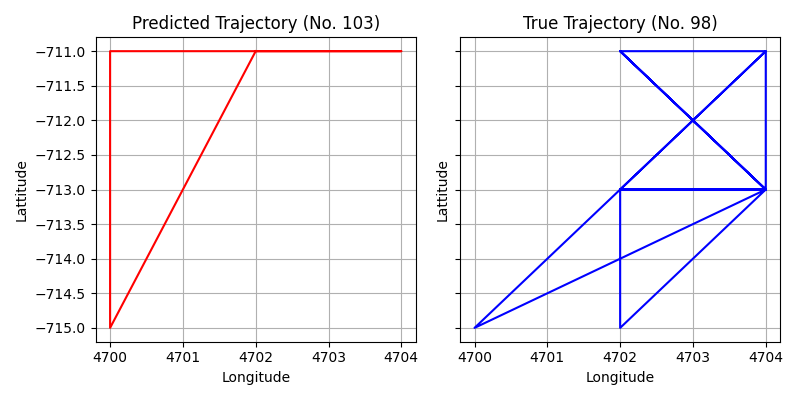 Predicted Trajectory (No. 103)
True Trajectory (No. 98)
Lattitude
−711.0
−711.5
−712.0
−712.5
−713.0
−713.5
−714.0
−714.5
−715.0
4700 4701 4702 4703 4704
Longitude
Lattitude
4700 4701 4702 4703 4704
Longitude